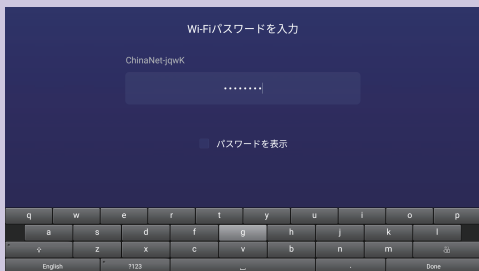 Wi-Fiパスワードを入力
ChinaNet-jqwK
••••••••
パスワードを表示
q w e r t y u i o p
a s d f g h j k l
z x c v b n m
English ?123 . Done